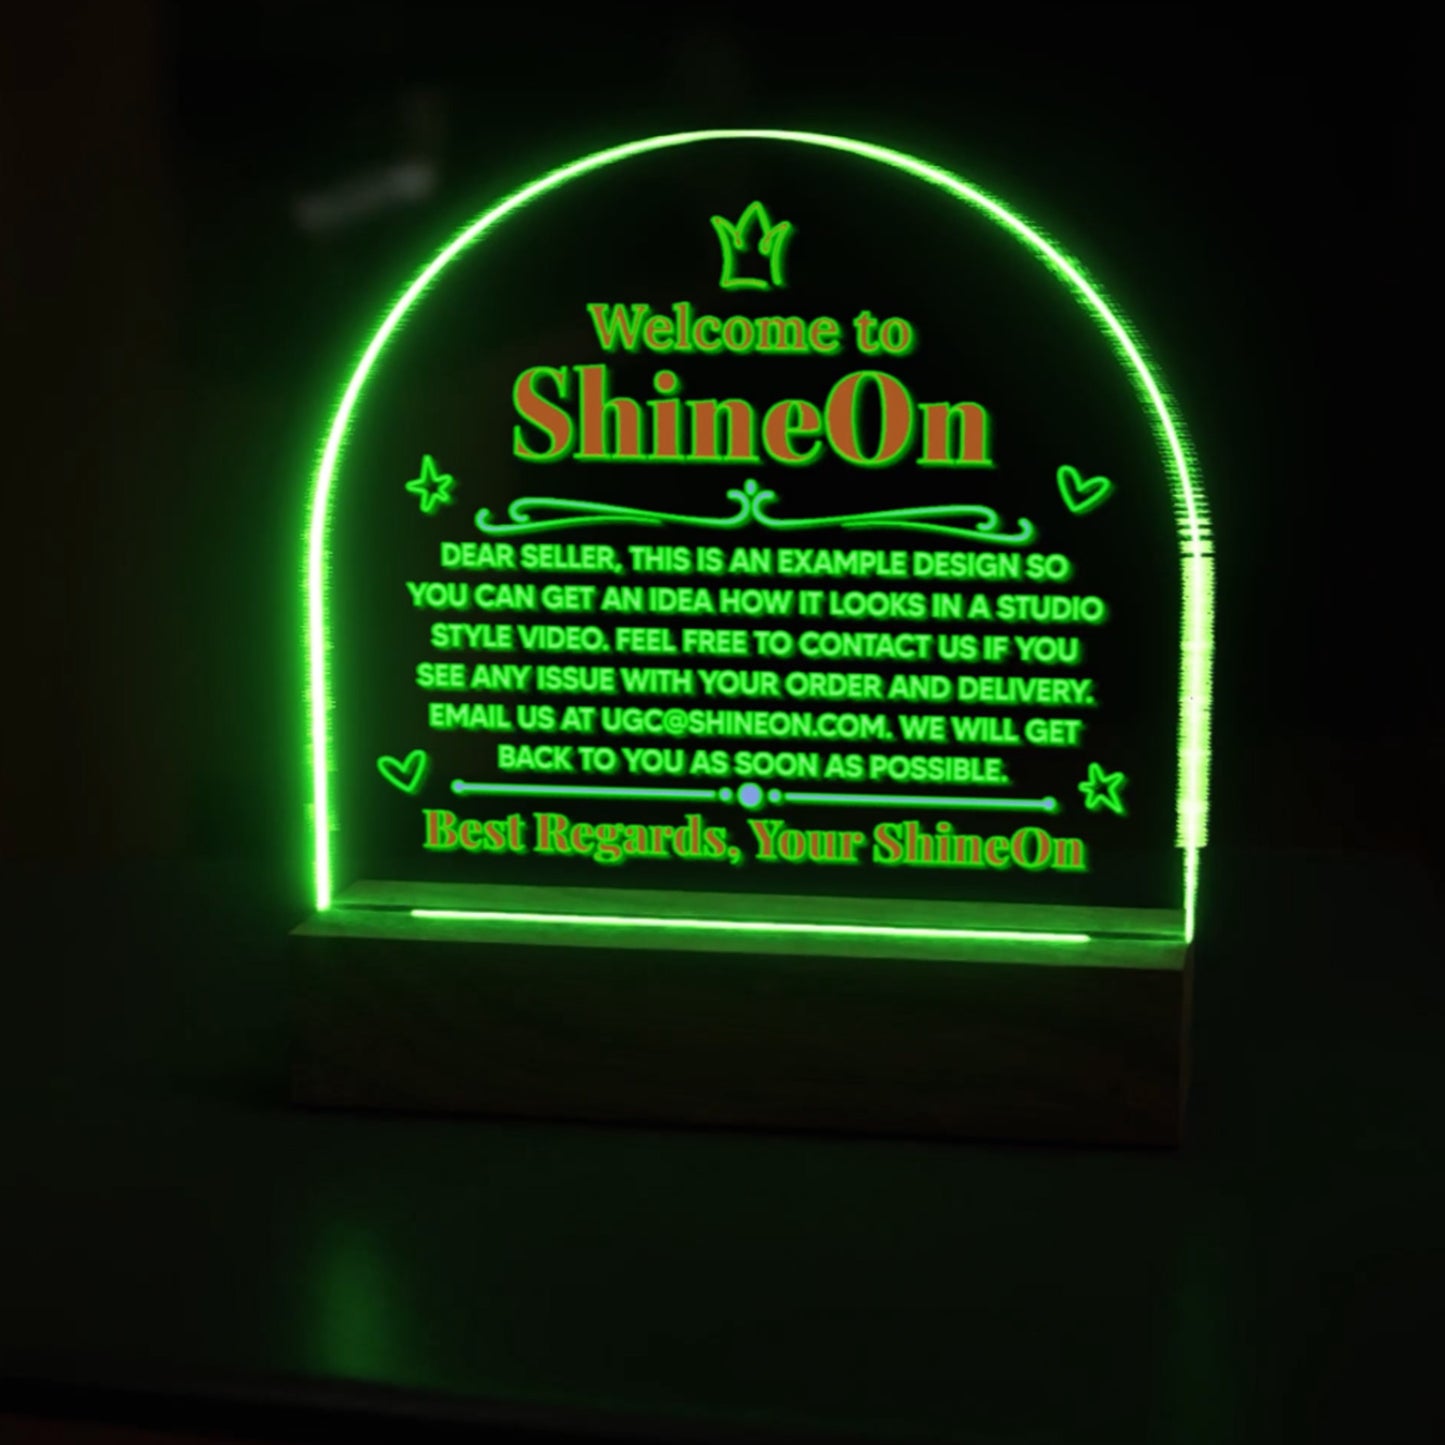 Welcome to
ShineOn
DEAR SELLER, THIS IS AN EXAMPLE DESIGN SO
YOU CAN GET AN IDEA HOW IT LOOKS IN A STUDIO
STYLE VIDEO. FEEL FREE TO CONTACT US IF YOU
SEE ANY ISSUE WITH YOUR ORDER AND DELIVERY.
EMAIL US AT UGC@SHINEON.COM. WE WILL GET
BACK TO YOU AS SOON AS POSSIBLE.
Best Regards, Your ShineOn